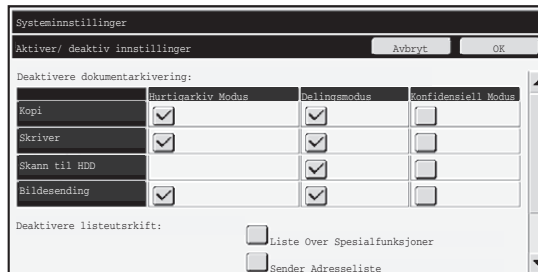 Systeminnstillinger
Aktiver/ deaktiv innstillinger Avbryt OK
Deaktivere dokumentarkivering:
Hurtigarkiv Modus Delingsmodus Konfidensiell Modus
Kopi
Skriver
Skann til HDD
Bildesending
Deaktivere listeutsrkift:
Liste Over Spesialfunksjoner
Sender Adresseliste